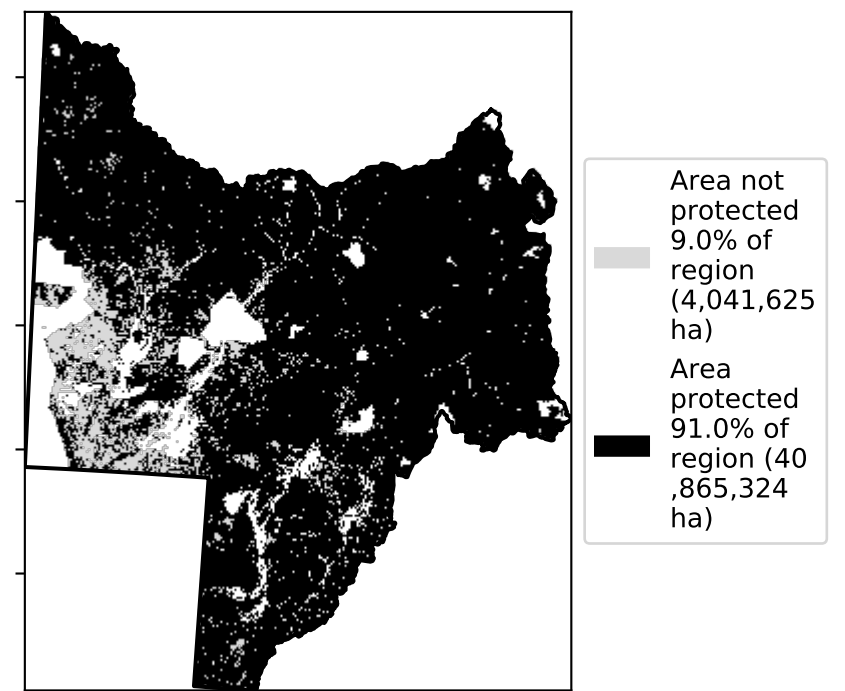 Area not
protected
9.0% of
region
(4,041,625
ha)
Area
protected
91.0% of
region (40
,865,324
ha)